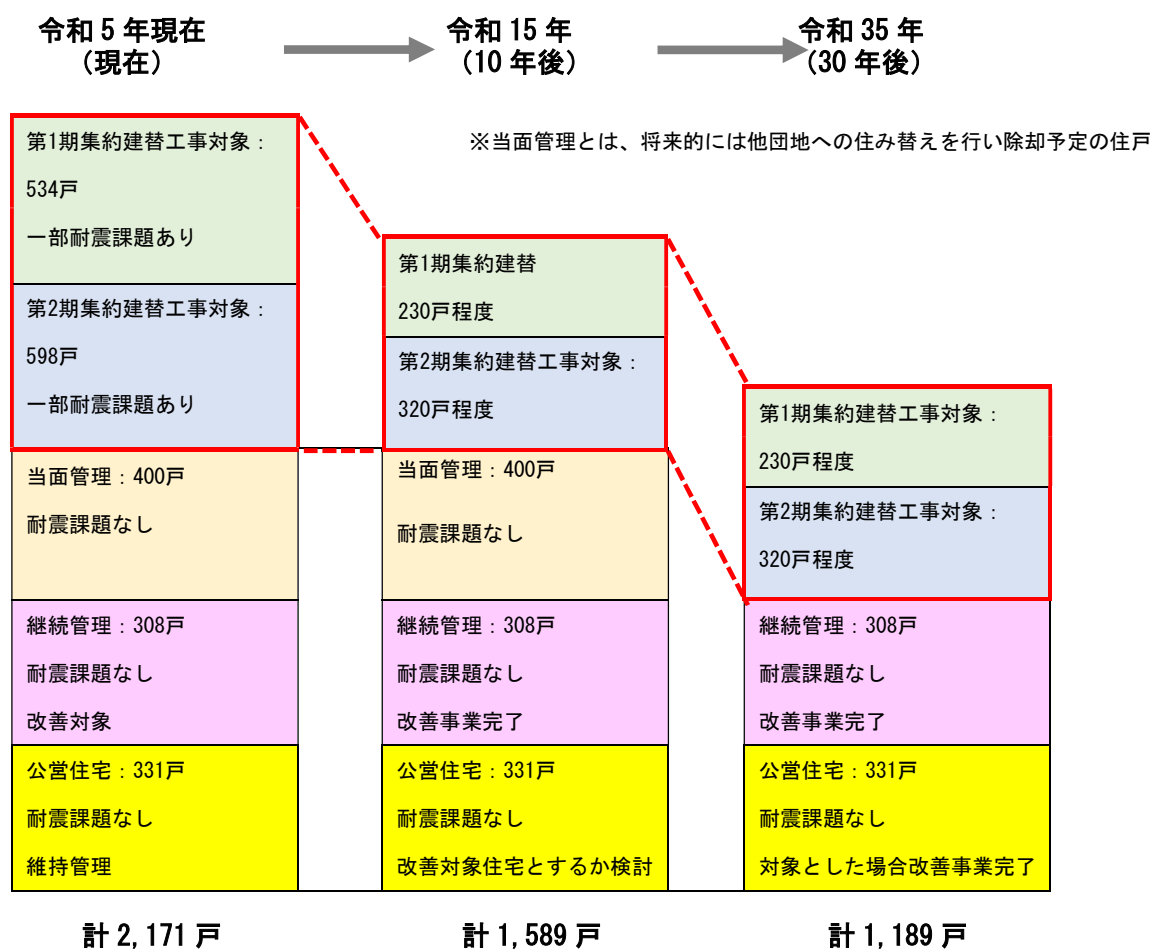 令和 5 年現在
（現在）
令和 15 年
（10 年後）
令和 35 年
（30 年後）
※当面管理とは、将来的には他団地への住み替えを行い除却予定の住戸
第1期集約建替工事対象：
534戸
一部耐震課題あり
第2期集約建替工事対象：
598戸
一部耐震課題あり
当面管理：400戸
耐震課題なし
継続管理：308戸
耐震課題なし
改善対象
公営住宅：331戸
耐震課題なし
維持管理
計 2,171 戸
第1期集約建替
230戸程度
第2期集約建替工事対象：
320戸程度
当面管理：400戸
耐震課題なし
継続管理：308戸
耐震課題なし
改善事業完了
公営住宅：331戸
耐震課題なし
改善対象住宅とするか検討
計 1,589 戸
第1期集約建替工事対象：
230戸程度
第2期集約建替工事対象：
320戸程度
継続管理：308戸
耐震課題なし
改善事業完了
公営住宅：331戸
耐震課題なし
対象とした場合改善事業完了
計 1,189 戸